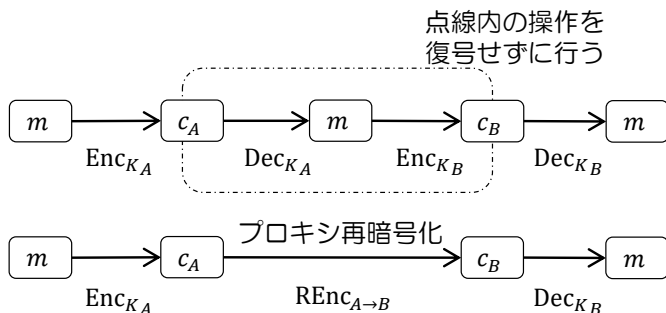 点線内の操作を
復号せずに行う
m c_A m c_B m
Enc_{K_A} Dec_{K_A} Enc_{K_B} Dec_{K_B}
プロキシ再暗号化
m c_A c_B m
Enc_{K_A} REnc_{A→B} Dec_{K_B}